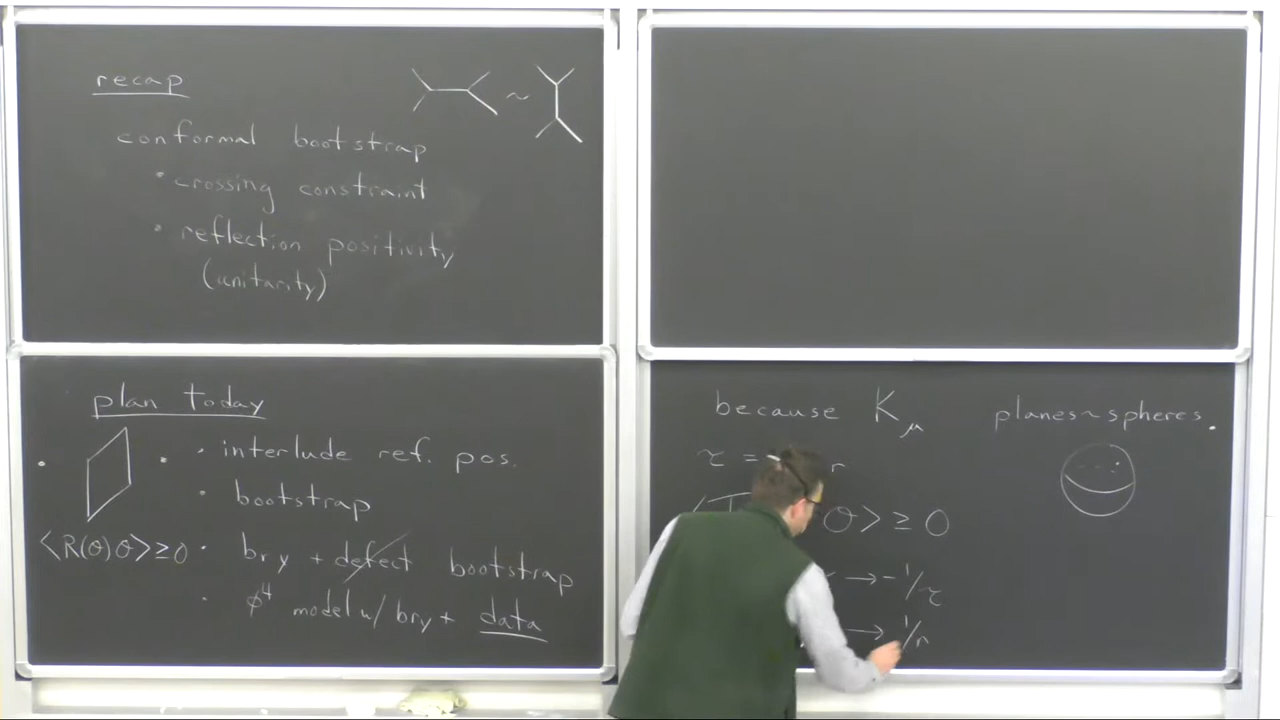 recap
~
conformal bootstrap
• crossing constraint
• reflection positivity
(unitarity)
plan today
• interlude ref. pos.
• bootstrap
<R(θ)θ>≥0
• bry + defect bootstrap
• φ⁴ model w/ bry + data
because K_μ planes~spheres.
τ = r
θ> ≥ 0
→ -1/τ
→ 1/r